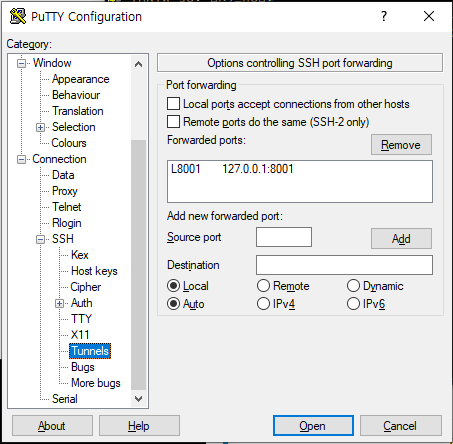 PuTTY Configuration
Category:
Window
Appearance
Behaviour
Translation
Selection
Colours
Connection
Data
Proxy
Telnet
Rlogin
SSH
Kex
Host keys
Cipher
Auth
TTY
X11
Tunnels
Bugs
More bugs
Serial
Options controlling SSH port forwarding
Port forwarding
Local ports accept connections from other hosts
Remote ports do the same (SSH-2 only)
Forwarded ports:
Remove
L8001 127.0.0.1:8001
Add new forwarded port:
Source port
Add
Destination
Local Remote Dynamic
Auto IPv4 IPv6
About Help Open Cancel